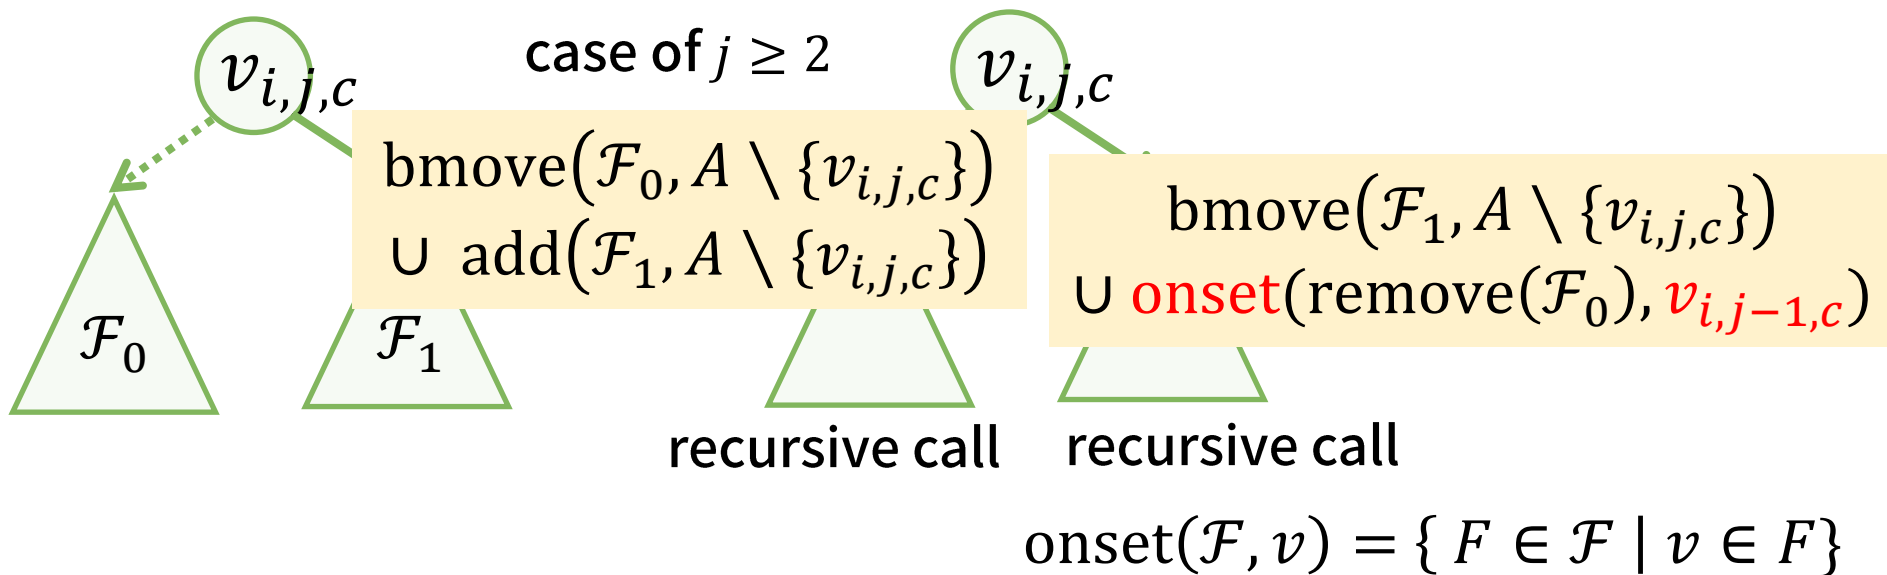 v_{i,j,c} case of j ≥ 2 v_{i,j,c}
bmove(ℱ_0, A \ {v_{i,j,c}})
∪ add(ℱ_1, A \ {v_{i,j,c}})
bmove(ℱ_1, A \ {v_{i,j,c}})
∪ onset(remove(ℱ_0), v_{i,j−1,c})
ℱ_0 ℱ_1
recursive call recursive call
onset(ℱ, v) = { F ∈ ℱ | v ∈ F}